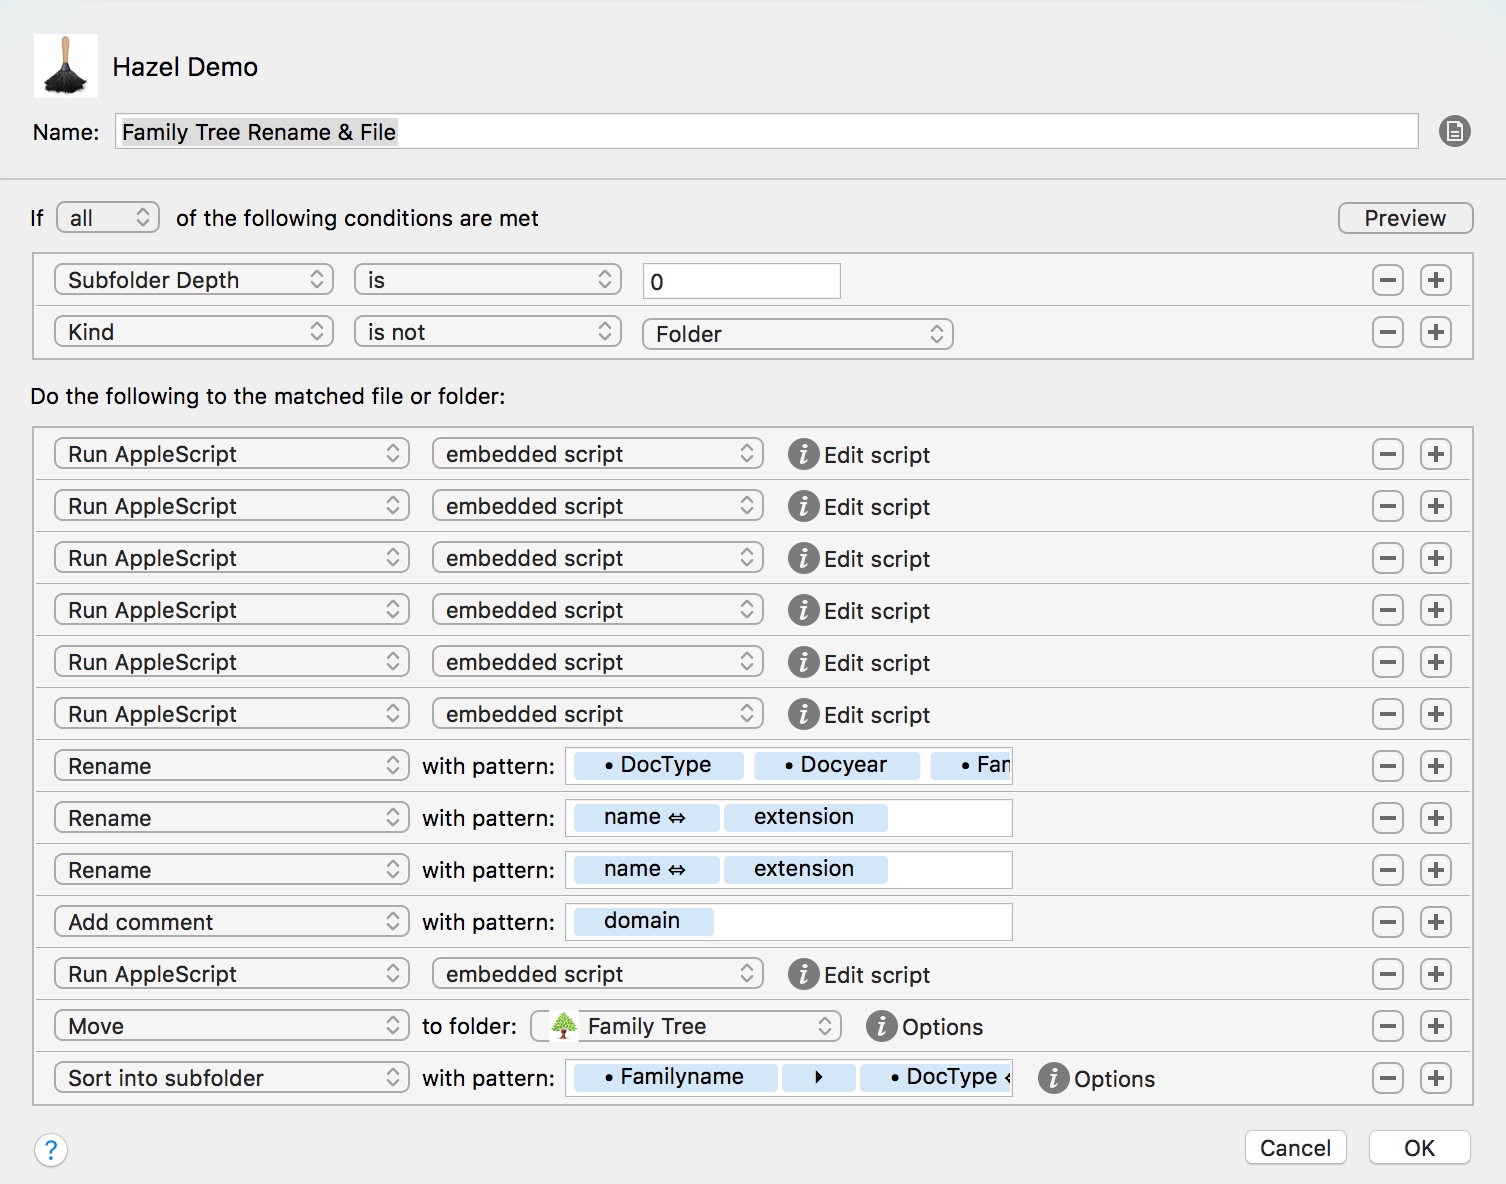 Hazel Demo
Name: Family Tree Rename & File
If all of the following conditions are met Preview
Subfolder Depth is 0
Kind is not Folder
Do the following to the matched file or folder:
Run AppleScript embedded script i Edit script
Run AppleScript embedded script i Edit script
Run AppleScript embedded script i Edit script
Run AppleScript embedded script i Edit script
Run AppleScript embedded script i Edit script
Run AppleScript embedded script i Edit script
Rename with pattern: • DocType • Docyear • Fam
Rename with pattern: name ⇔ extension
Rename with pattern: name ⇔ extension
Add comment with pattern: domain
Run AppleScript embedded script i Edit script
Move to folder: Family Tree i Options
Sort into subfolder with pattern: • Familyname ▸ • DocType i Options
? Cancel OK